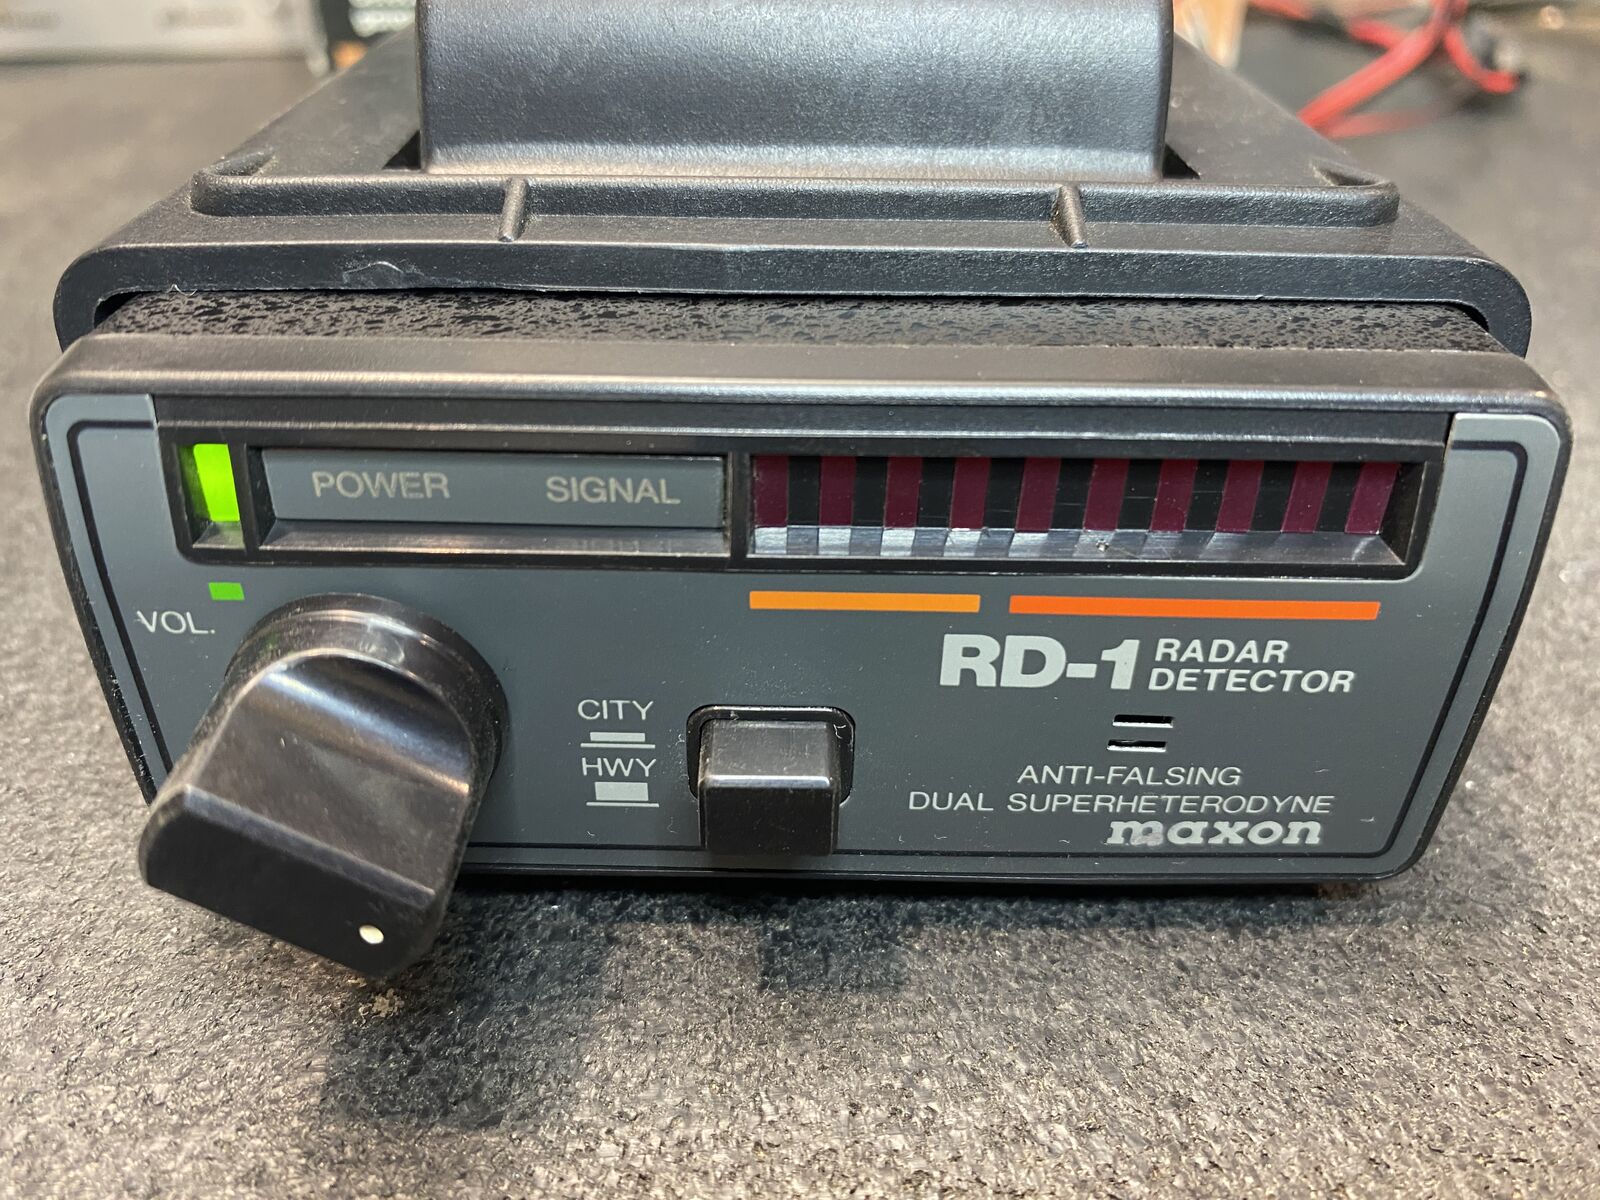 POWER SIGNAL
VOL.
RD-1 RADAR
DETECTOR
CITY
HWY
ANTI-FALSING
DUAL SUPERHETERODYNE
maxon